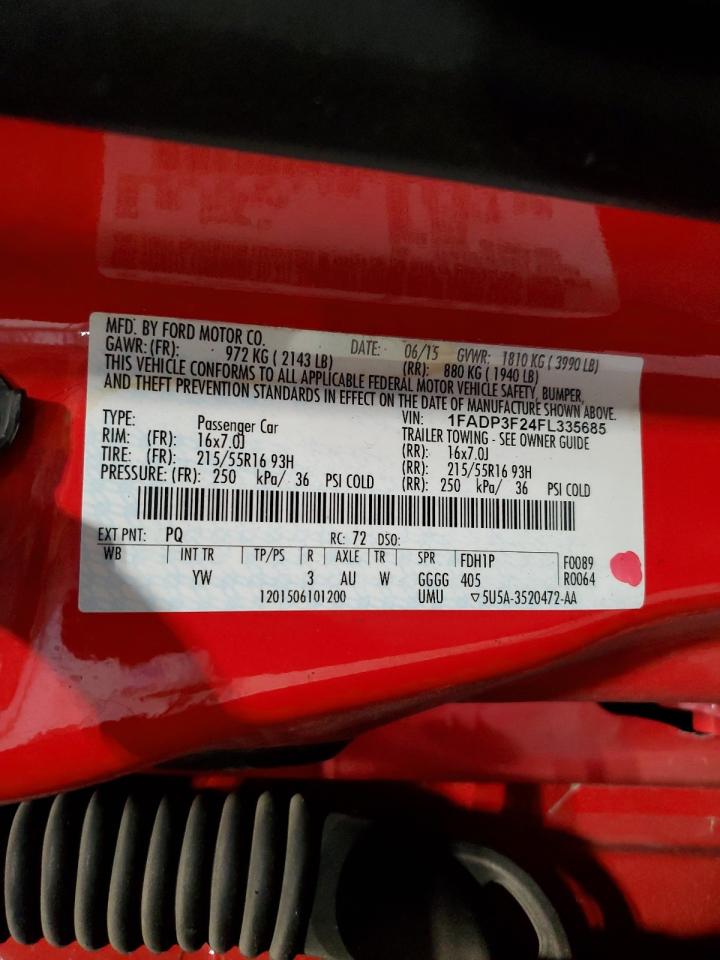 MFD. BY FORD MOTOR CO.
DATE: 06/15 GVWR: 1810 KG ( 3990 LB)
GAWR: (FR): 972 KG ( 2143 LB) (RR): 880 KG ( 1940 LB)
THIS VEHICLE CONFORMS TO ALL APPLICABLE FEDERAL MOTOR VEHICLE SAFETY, BUMPER,
AND THEFT PREVENTION STANDARDS IN EFFECT ON THE DATE OF MANUFACTURE SHOWN ABOVE.
VIN: 1FADP3F24FL335685
TYPE: Passenger Car TRAILER TOWING - SEE OWNER GUIDE
RIM: (FR): 16x7.0J (RR): 16x7.0J
TIRE: (FR): 215/55R16 93H (RR): 215/55R16 93H
PRESSURE: (FR): 250 kPa/ 36 PSI COLD (RR): 250 kPa/ 36 PSI COLD
EXT PNT: PQ RC: 72 DSO:
WB INT TR TP/PS R AXLE TR SPR FDH1P F0089
YW 3 AU W GGGG 405 R0064
1201506101200 UMU ▽5U5A-3520472-AA